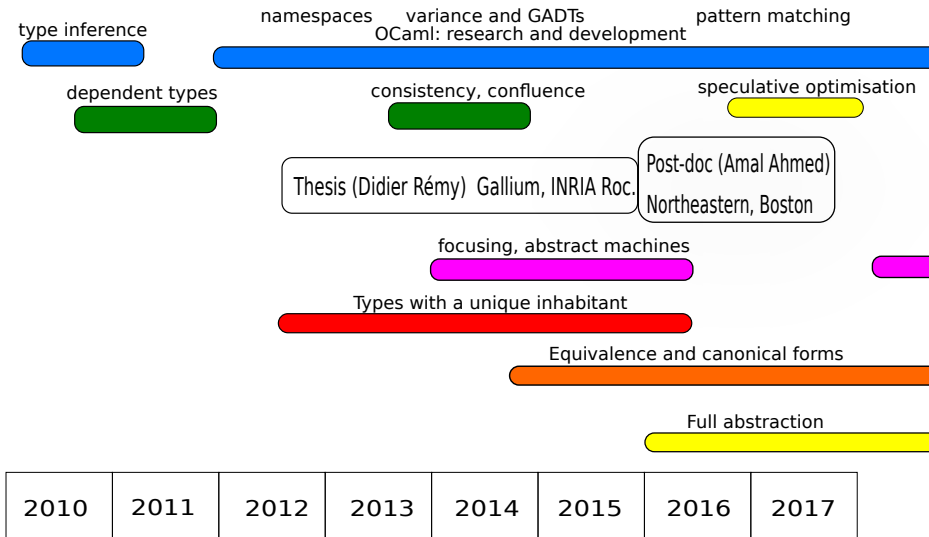 namespaces variance and GADTs pattern matching
type inference OCaml: research and development
dependent types consistency, confluence speculative optimisation
Thesis (Didier Rémy) Gallium, INRIA Roc.
Post-doc (Amal Ahmed)
Northeastern, Boston
focusing, abstract machines
Types with a unique inhabitant
Equivalence and canonical forms
Full abstraction
2010 2011 2012 2013 2014 2015 2016 2017